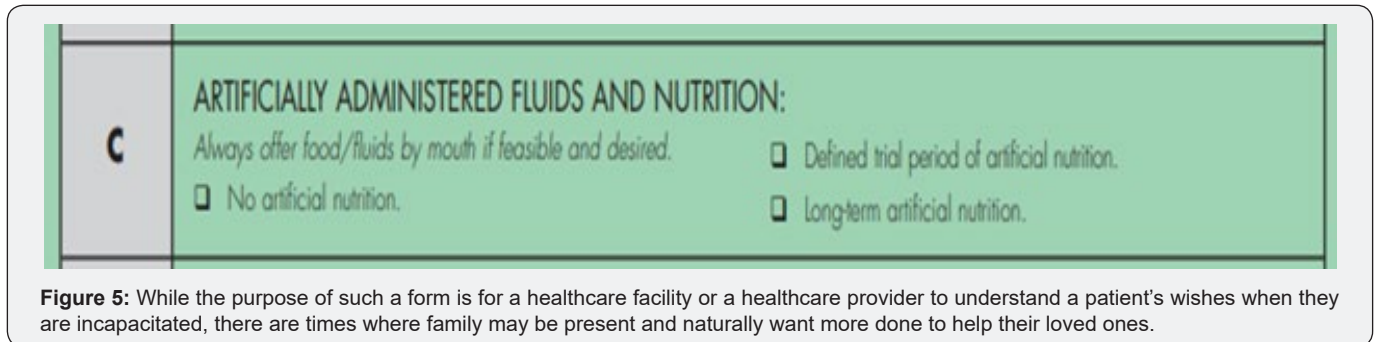 C
ARTIFICIALLY ADMINISTERED FLUIDS AND NUTRITION:
Always offer food/fluids by mouth if feasible and desired.
❑ No artificial nutrition.
❑ Defined trial period of artificial nutrition.
❑ Long-term artificial nutrition.
Figure 5: While the purpose of such a form is for a healthcare facility or a healthcare provider to understand a patient’s wishes when they
are incapacitated, there are times where family may be present and naturally want more done to help their loved ones.